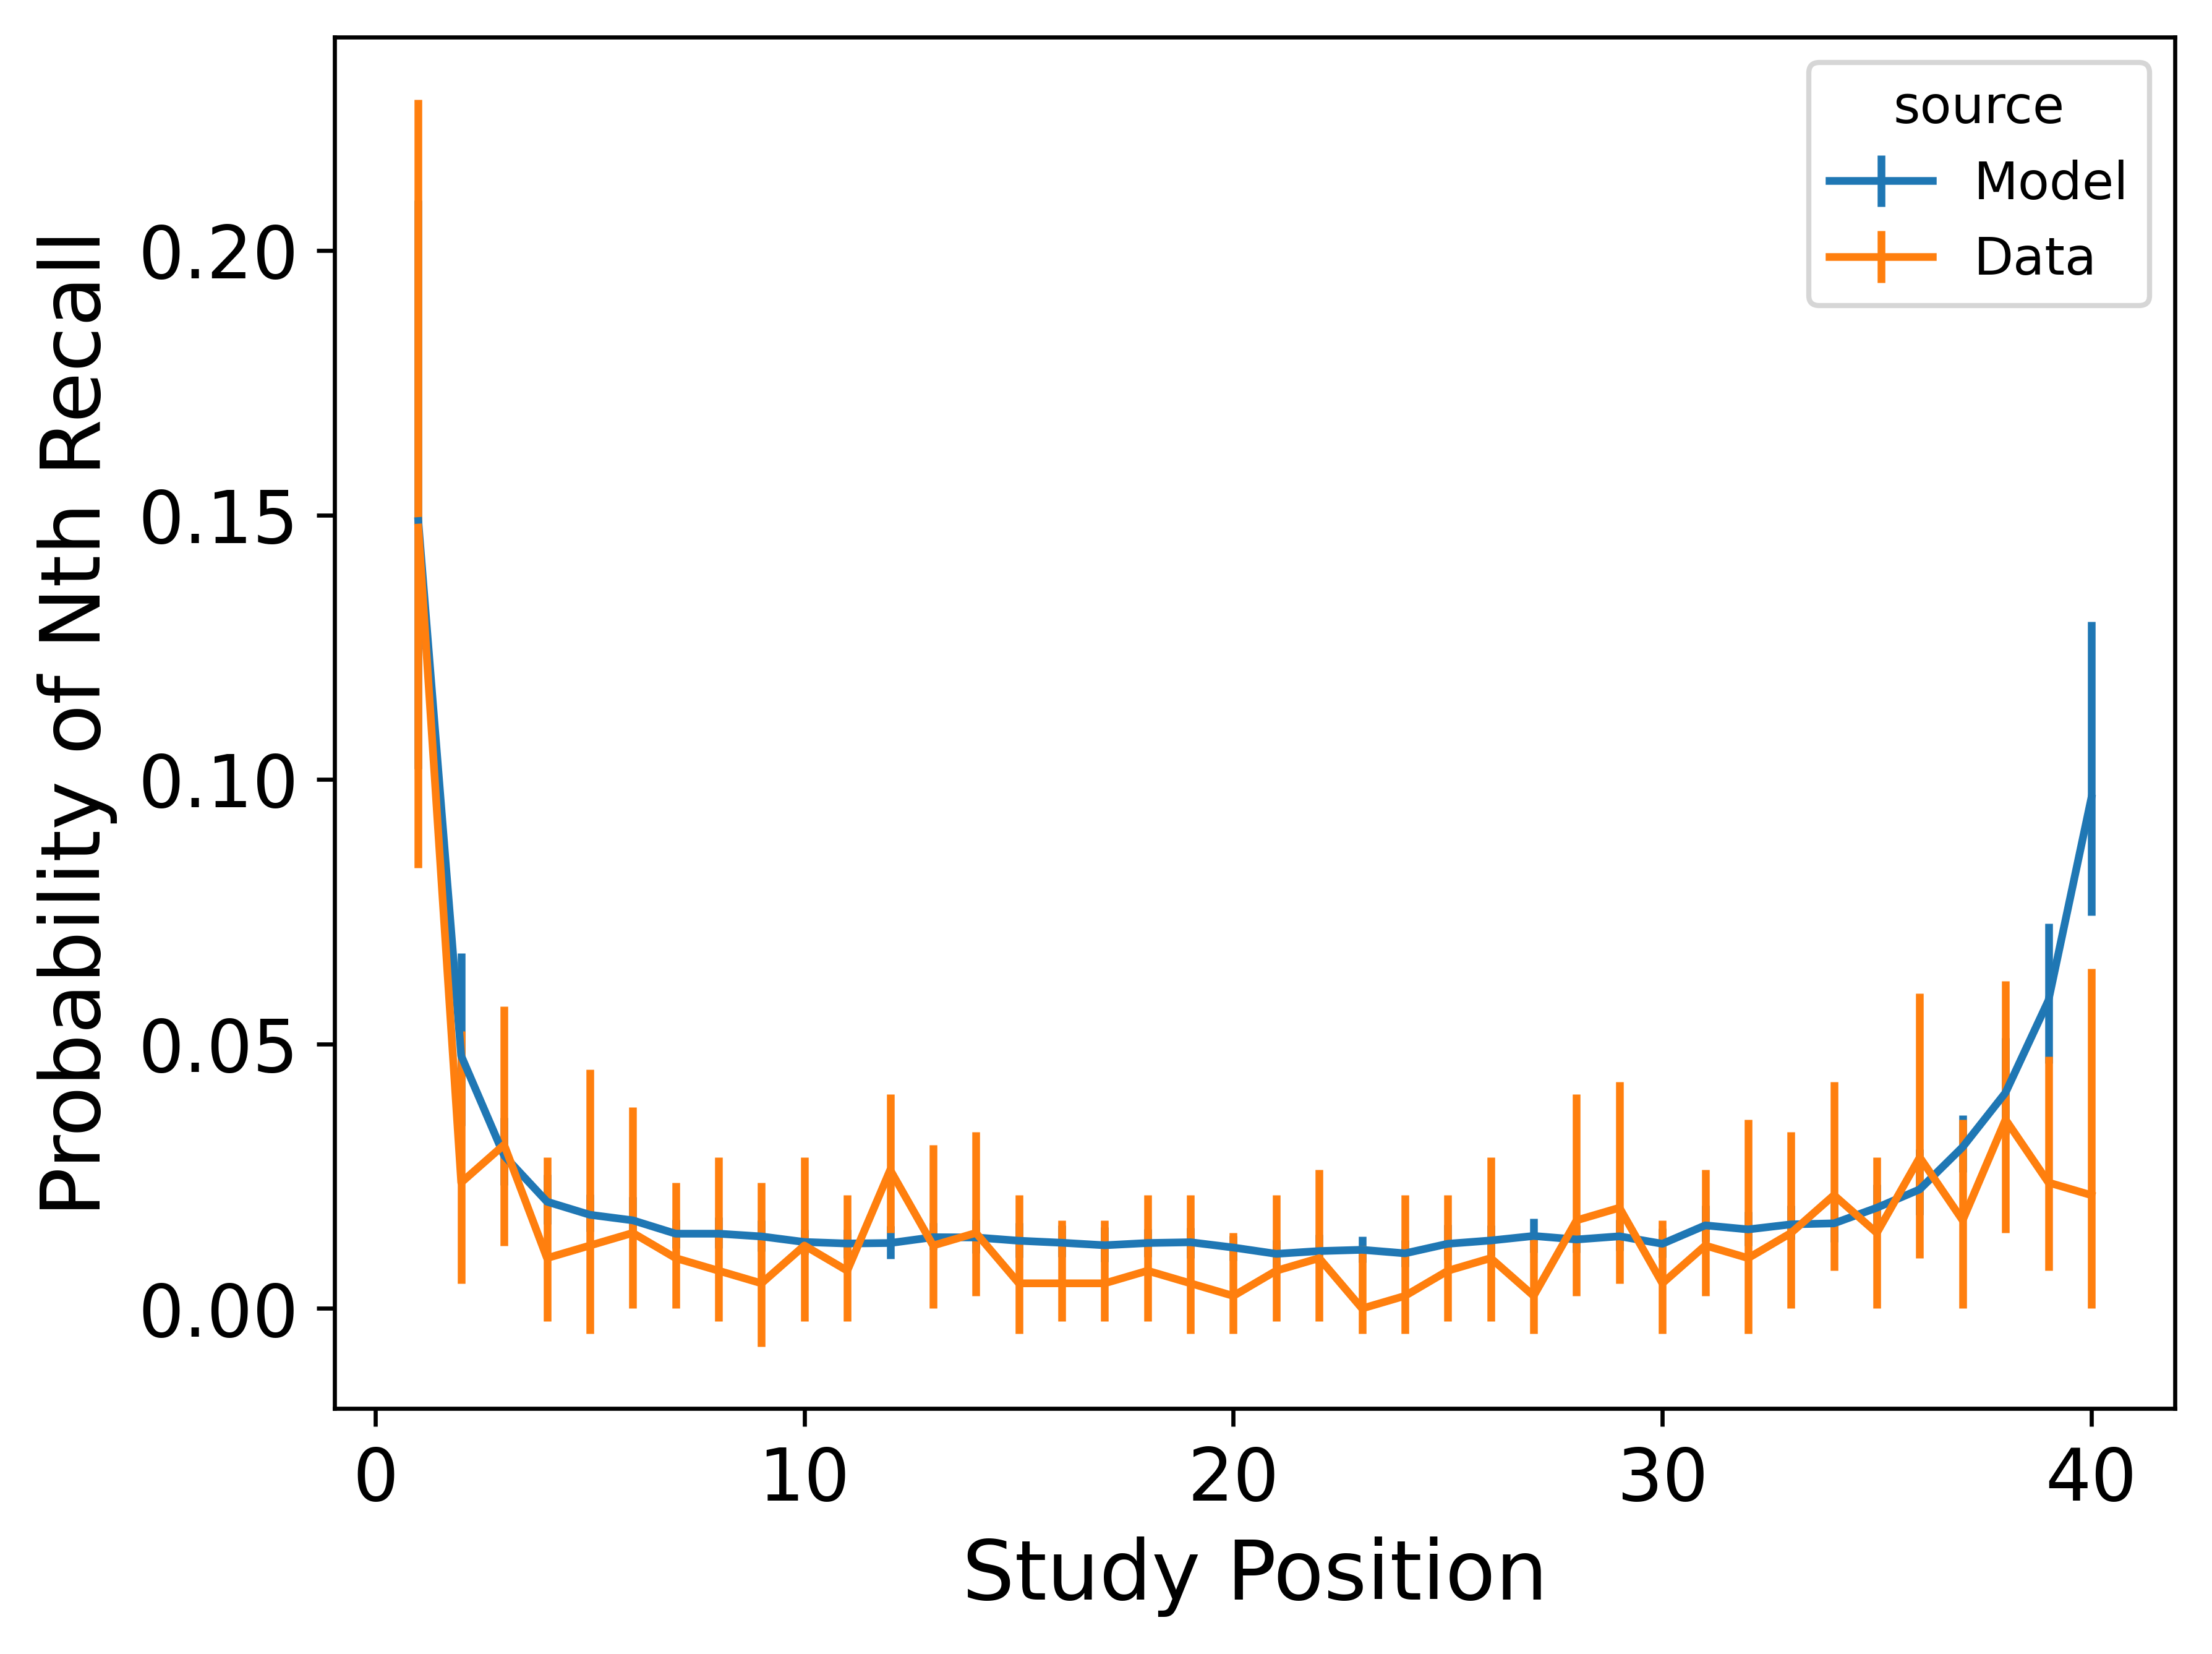 source
Model
Data
Probability of Nth Recall
0.20
0.15
0.10
0.05
0.00
0 10 20 30 40
Study Position